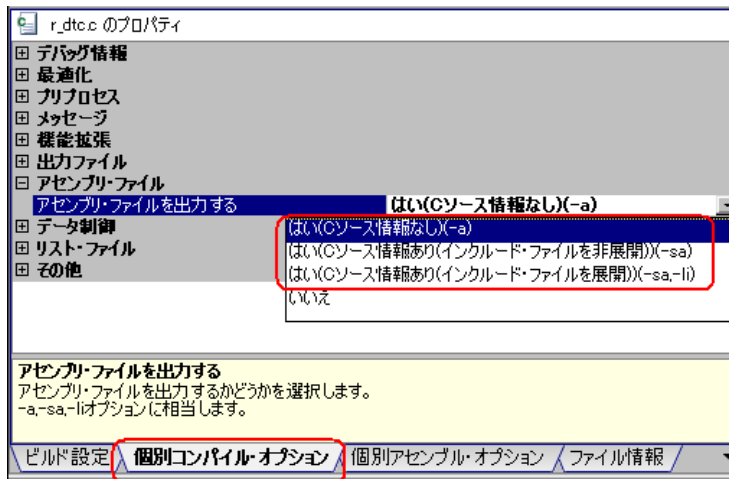 r_dtc.c のプロパティ
デバッグ情報
最適化
プリプロセス
メッセージ
機能拡張
出力ファイル
アセンブリ・ファイル
アセンブリ・ファイルを出力する はい(Cソース情報なし)(-a)
データ制御 はい(Cソース情報なし)(-a)
リスト・ファイル はい(Cソース情報あり(インクルード・ファイルを非展開))(-sa)
その他 はい(Cソース情報あり(インクルード・ファイルを展開))(-sa,-li)
いいえ
アセンブリ・ファイルを出力する
アセンブリ・ファイルを出力するかどうかを選択します。
-a,-sa,-liオプションに相当します。
ビルド設定 個別コンパイル・オプション 個別アセンブル・オプション ファイル情報